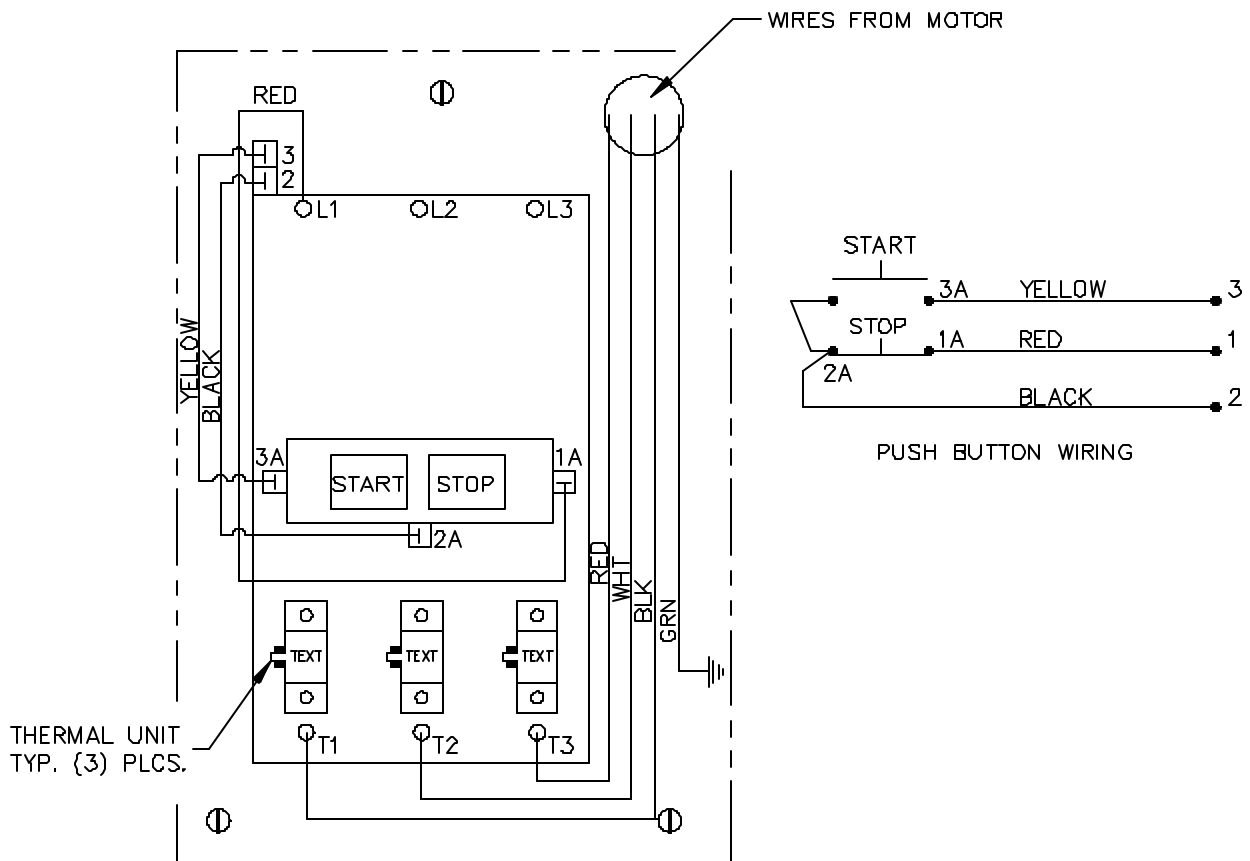 WIRES FROM MOTOR
RED
3
2
L1
L2
L3
START
3A
YELLOW
3
STOP
1A
RED
1
2A
BLACK
2
PUSH BUTTON WIRING
YELLOW
BLACK
3A
1A
START
STOP
2A
RED
WHT
BLK
GRN
TEXT
TEXT
TEXT
THERMAL UNIT
TYP. (3) PLCS.
T1
T2
T3